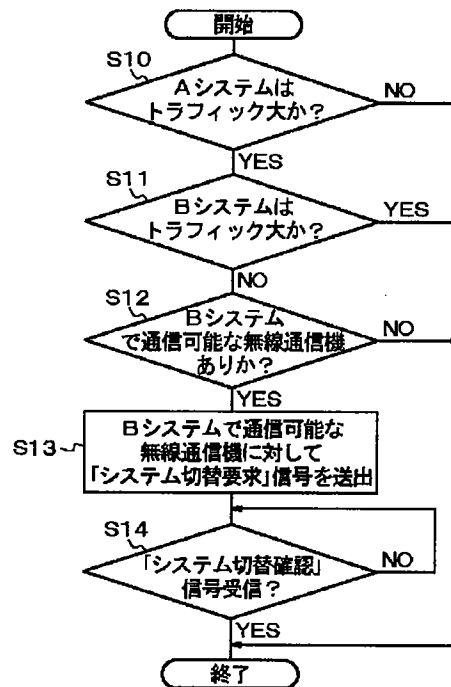 開始
S10
Aシステムは
トラフィック大か?
NO
YES
S11
Bシステムは
トラフィック大か?
YES
NO
S12
Bシステム
で通信可能な無線通信機
ありか?
NO
YES
S13
Bシステムで通信可能な
無線通信機に対して
「システム切替要求」信号を送出
S14
「システム切替確認」
信号受信?
NO
YES
終了